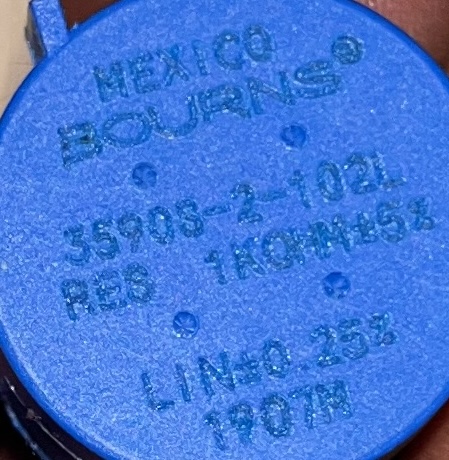 MEXICO
BOURNS®
3590S-2-102L
RES 1KOHM±5%
LIN±0.25%
1907M